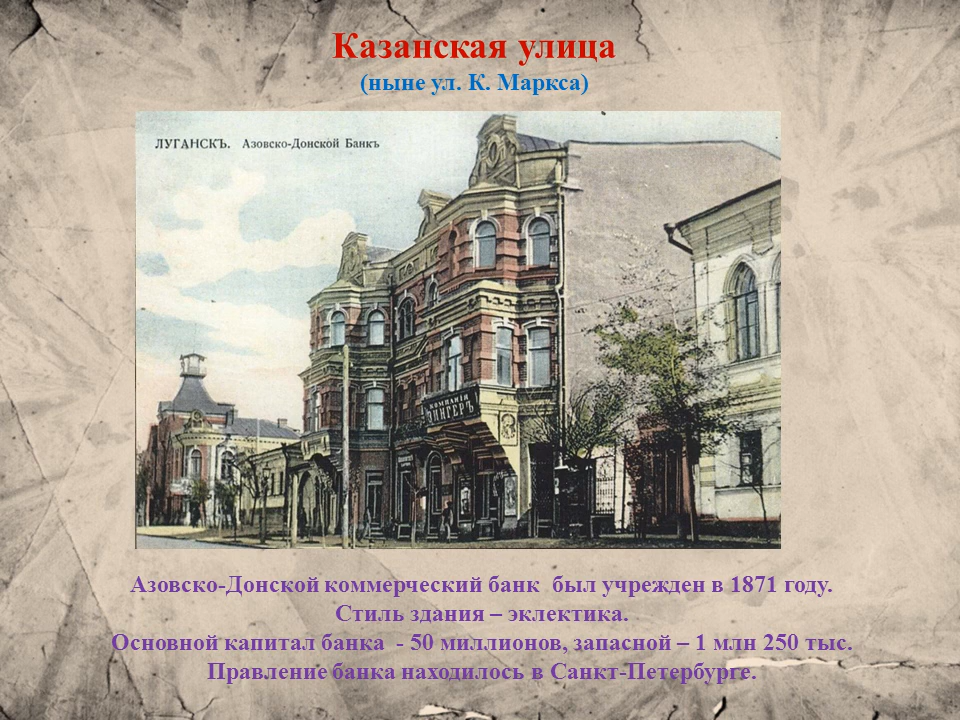 Казанская улица
(ныне ул. К. Маркса)
ЛУГАНСКЪ. Азовско-Донской Банкъ
КОМПАНІЯ
ЗИНГЕРЪ
Азовско-Донской коммерческий банк был учрежден в 1871 году.
Стиль здания – эклектика.
Основной капитал банка - 50 миллионов, запасной – 1 млн 250 тыс.
Правление банка находилось в Санкт-Петербурге.